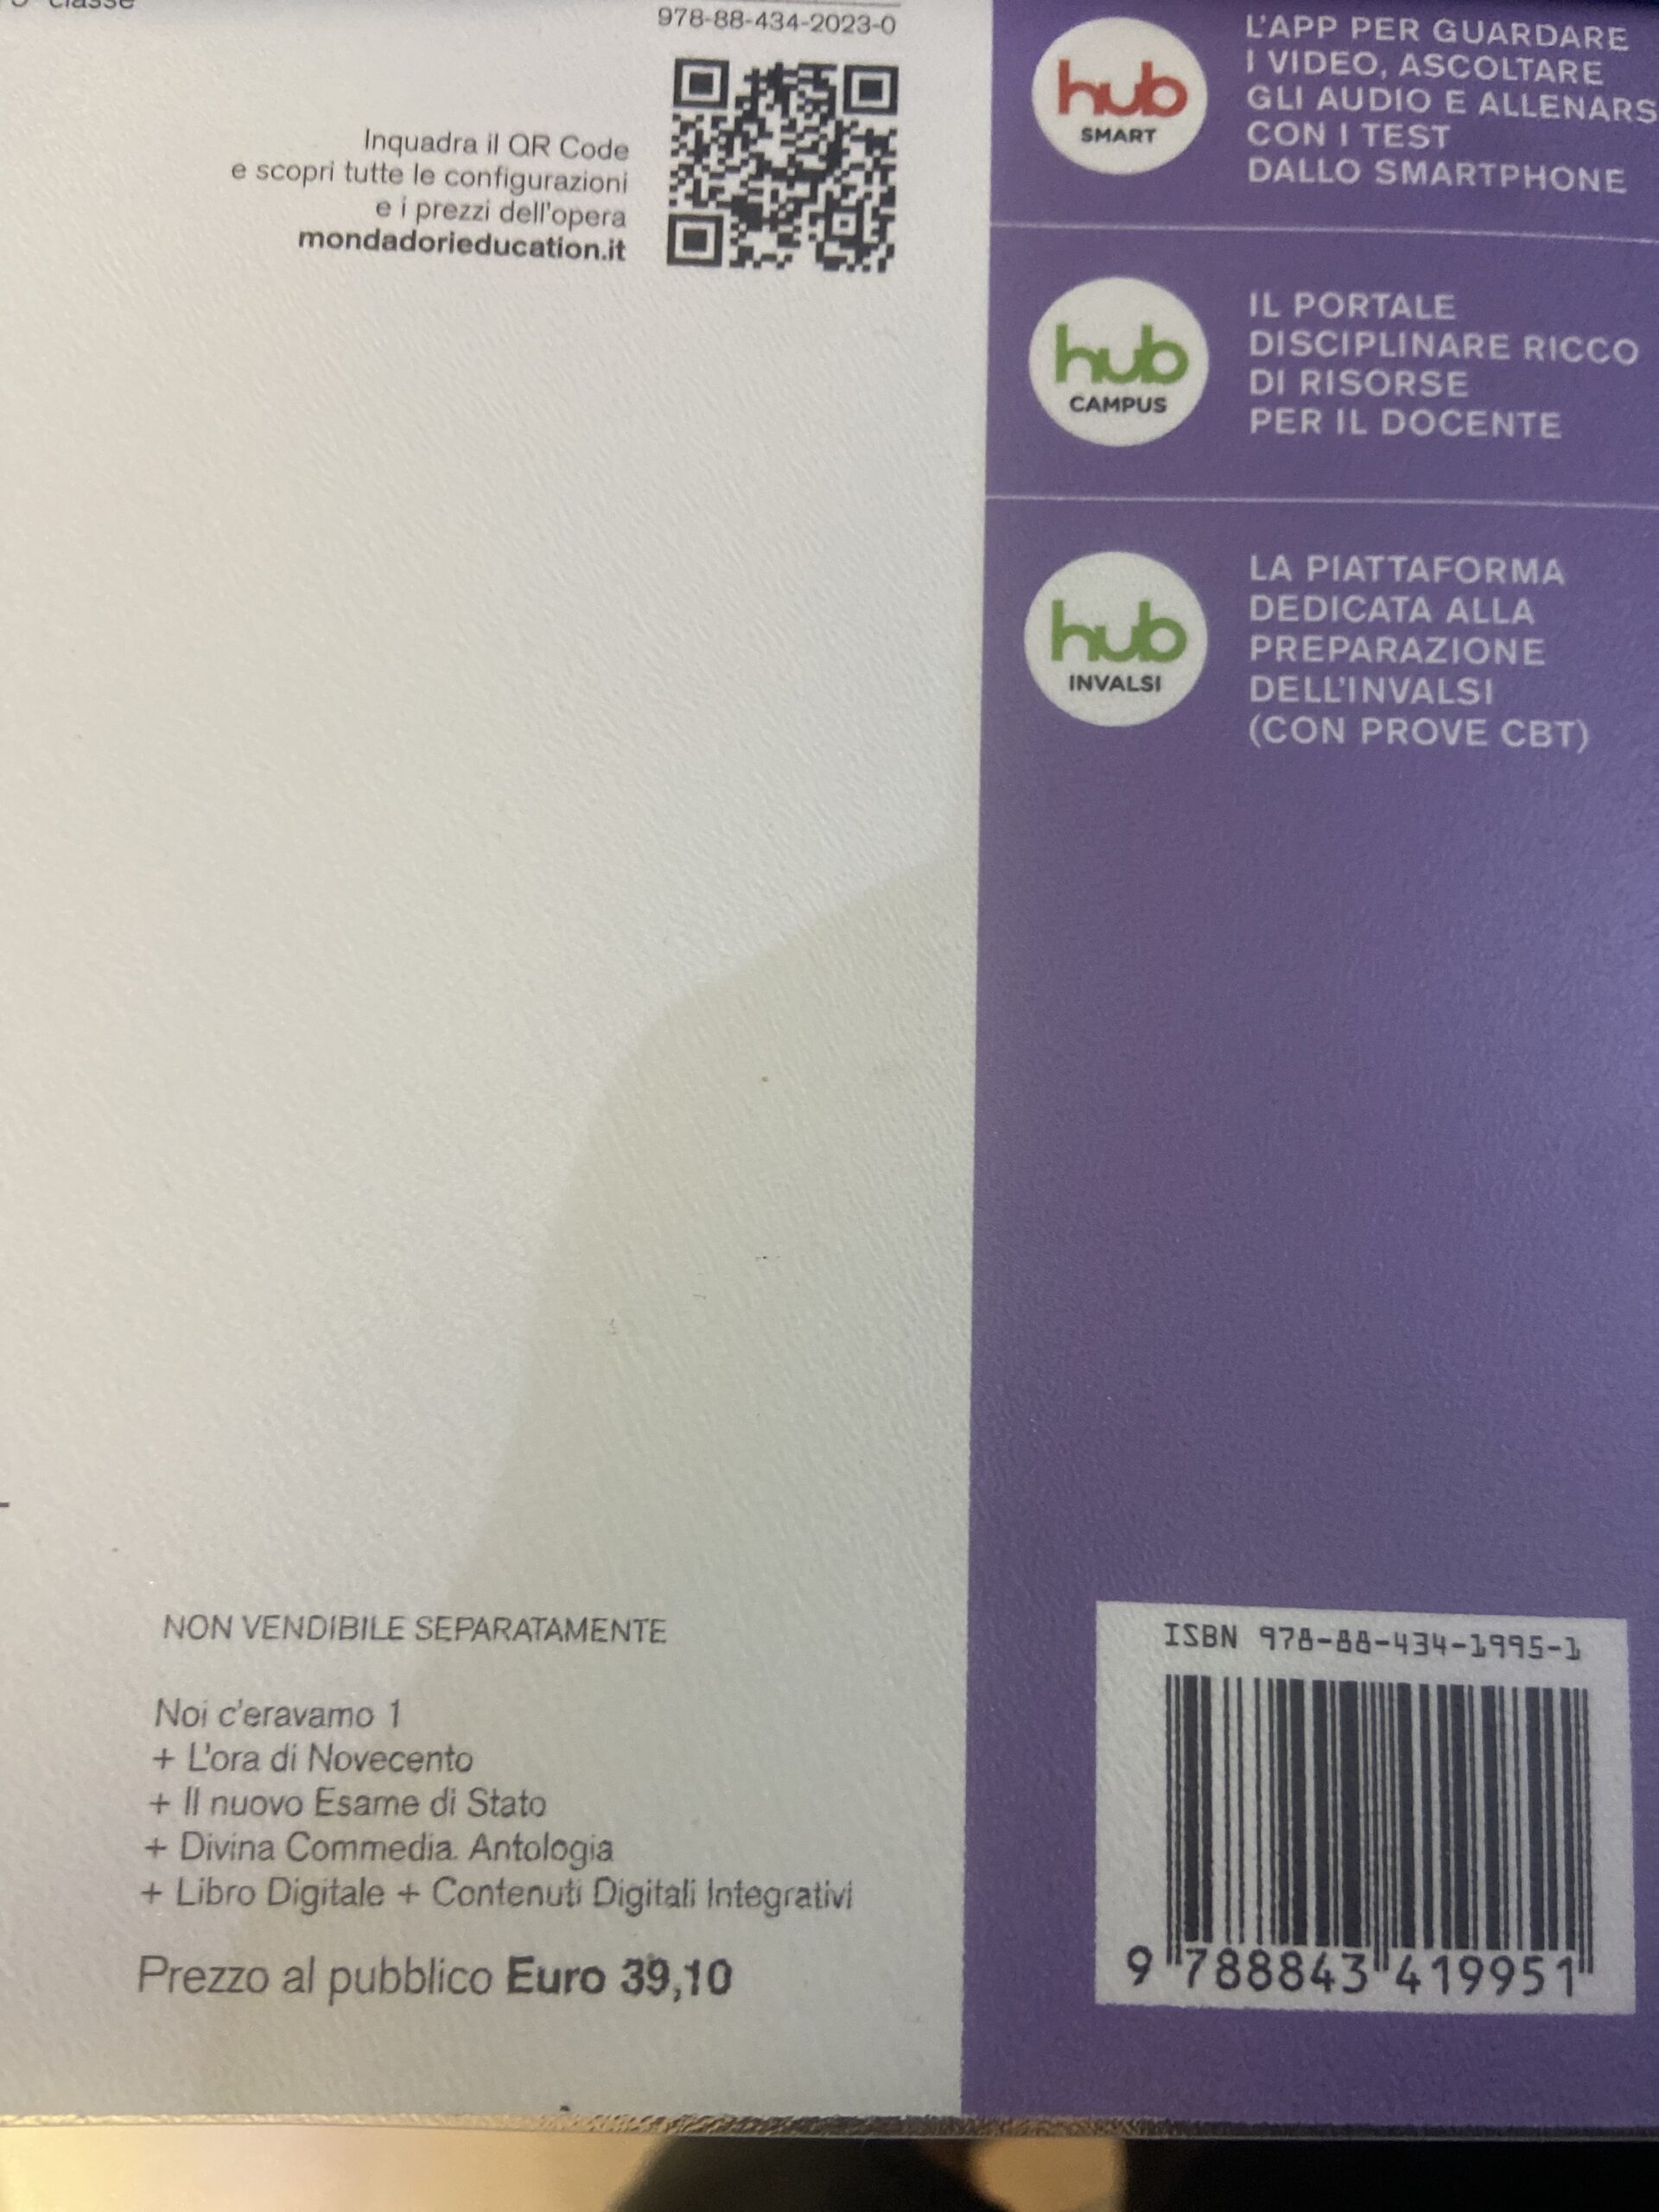 classe
978-88-434-2023-0
Inquadra il QR Code
e scopri tutte le configurazioni
e i prezzi dell'opera
mondadorieducation.it
hub
SMART
L'APP PER GUARDARE
I VIDEO, ASCOLTARE
GLI AUDIO E ALLENARS
CON I TEST
DALLO SMARTPHONE
hub
CAMPUS
IL PORTALE
DISCIPLINARE RICCO
DI RISORSE
PER IL DOCENTE
hub
INVALSI
LA PIATTAFORMA
DEDICATA ALLA
PREPARAZIONE
DELL'INVALSI
(CON PROVE CBT)
NON VENDIBILE SEPARATAMENTE
Noi c'eravamo 1
+ L'ora di Novecento
+ Il nuovo Esame di Stato
+ Divina Commedia. Antologia
+ Libro Digitale + Contenuti Digitali Integrativi
Prezzo al pubblico Euro 39,10
ISBN 978-88-434-1995-1
9 788843 419951